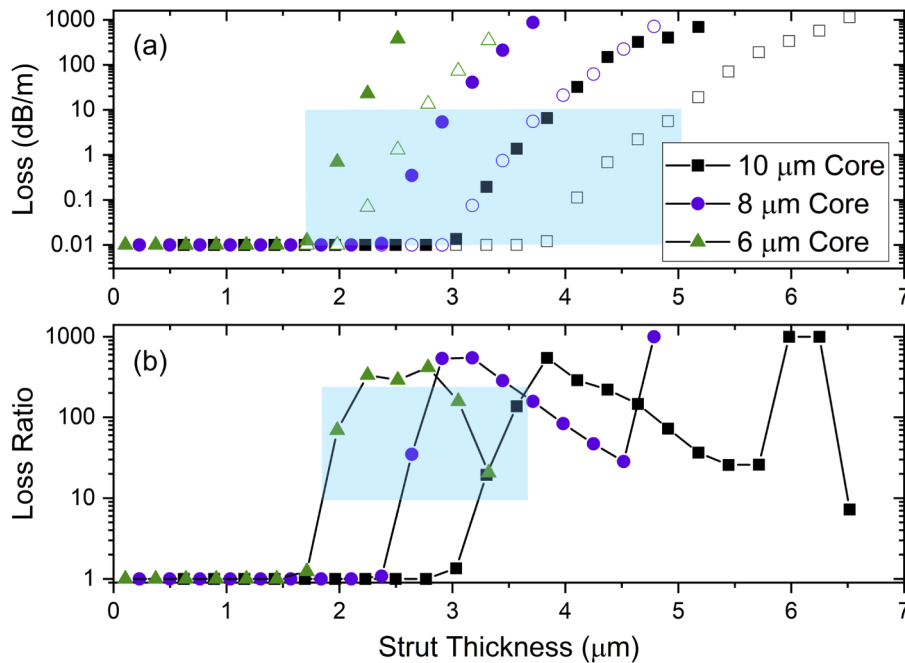 (a)
Loss (dB/m)
1000
100
10
1
0.1
0.01
10 μm Core
8 μm Core
6 μm Core
0 1 2 3 4 5 6 7
(b)
Loss Ratio
1000
100
10
1
0 1 2 3 4 5 6 7
Strut Thickness (μm)